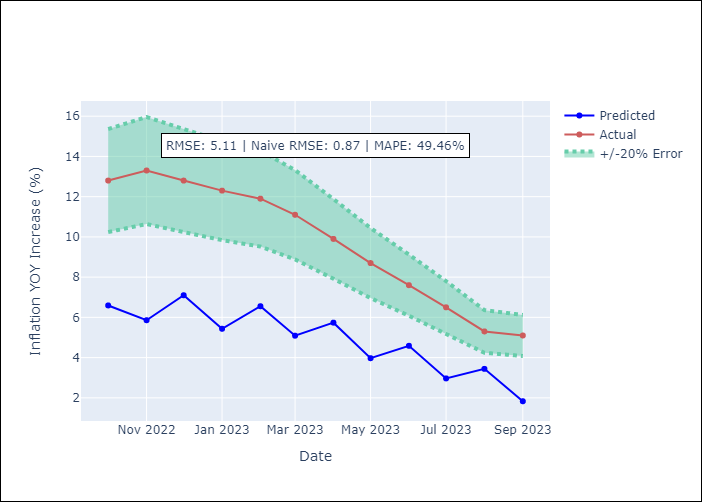 RMSE: 5.11 | Naive RMSE: 0.87 | MAPE: 49.46%
Predicted
Actual
+/-20% Error
Inflation YOY Increase (%)
16
14
12
10
8
6
4
2
Nov 2022 Jan 2023 Mar 2023 May 2023 Jul 2023 Sep 2023
Date